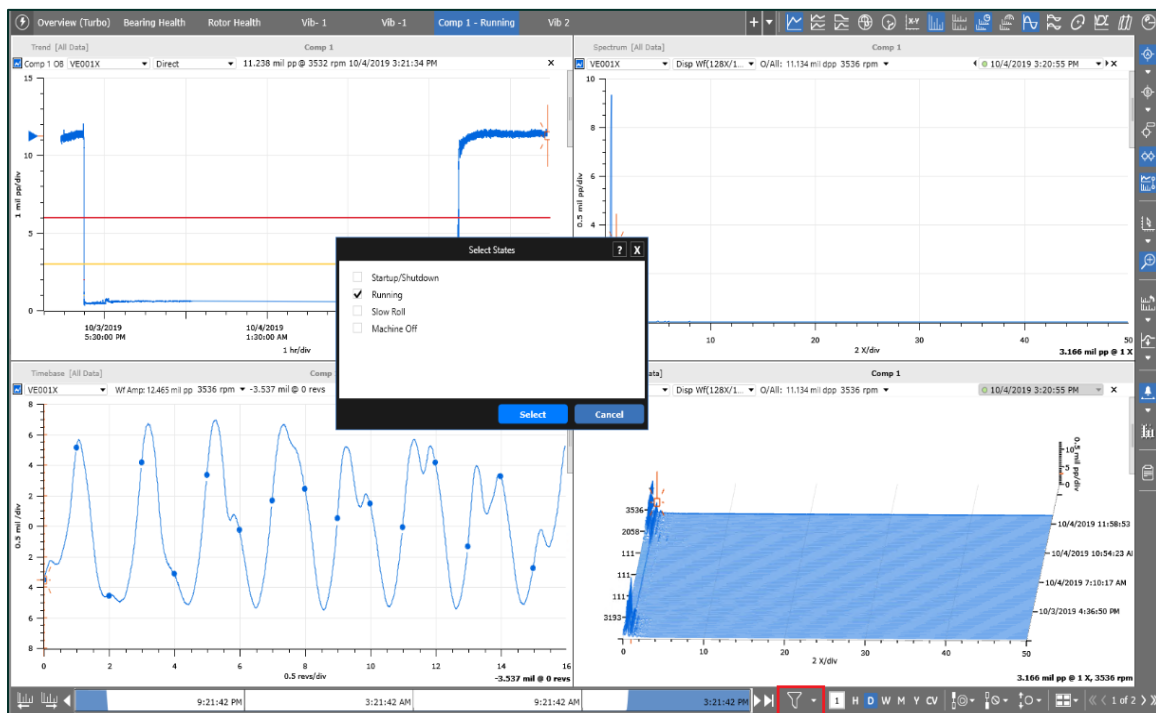 Overview (Turbo) Bearing Health Rotor Health Vib- 1 Vib -1 Comp 1 - Running Vib 2
Trend [All Data] Comp 1
Comp 1 OB VE001X Direct 11.238 mil pp@ 3532 rpm 10/4/2019 3:21:34 PM X
15
10
5
0
1 mil pp/div
10/3/2019 10/4/2019
5:30:00 PM 1:30:00 AM
1 hr/div
Spectrum [All Data] Comp 1
VE001X Disp Wf(128X/1... O/All: 11.134 mil dpp 3536 rpm 10/4/2019 3:20:55 PM X
10
8
6
4
0.5 mil pp/div
10 20 30 40 50
2 X/div 3.166 mil pp @ 1 X
Select States ? X
Startup/Shutdown
Running
Slow Roll
Machine Off
Select Cancel
Timebase [All Data] Comp
VE001X Wf Amp: 12.465 mil pp 3536 rpm -3.537 mil @ 0 revs
8
6
4
2
0
2
4
6
8
0.5 mil /div
0 2 4 6 8 10 12 14 16
0.5 revs/div -3.537 mil @ 0 revs
Data] Comp 1
Disp Wf(128X/1... O/All: 11.134 mil dpp 3536 rpm 10/4/2019 3:20:55 PM X
10
5
0
0.5 mil pp/div
3536
2058
111
111
111
3193
10/4/2019 11:58:53
10/4/2019 10:54:23 AM
10/4/2019 7:10:17 AM
10/3/2019 4:36:50 PM
0 10 20 30 40 50
2 X/div
3.166 mil pp @ 1 X, 3536 rpm
9:21:42 PM 3:21:42 AM 9:21:42 AM 3:21:42 PM 1 H D W M Y CV 1 of 2